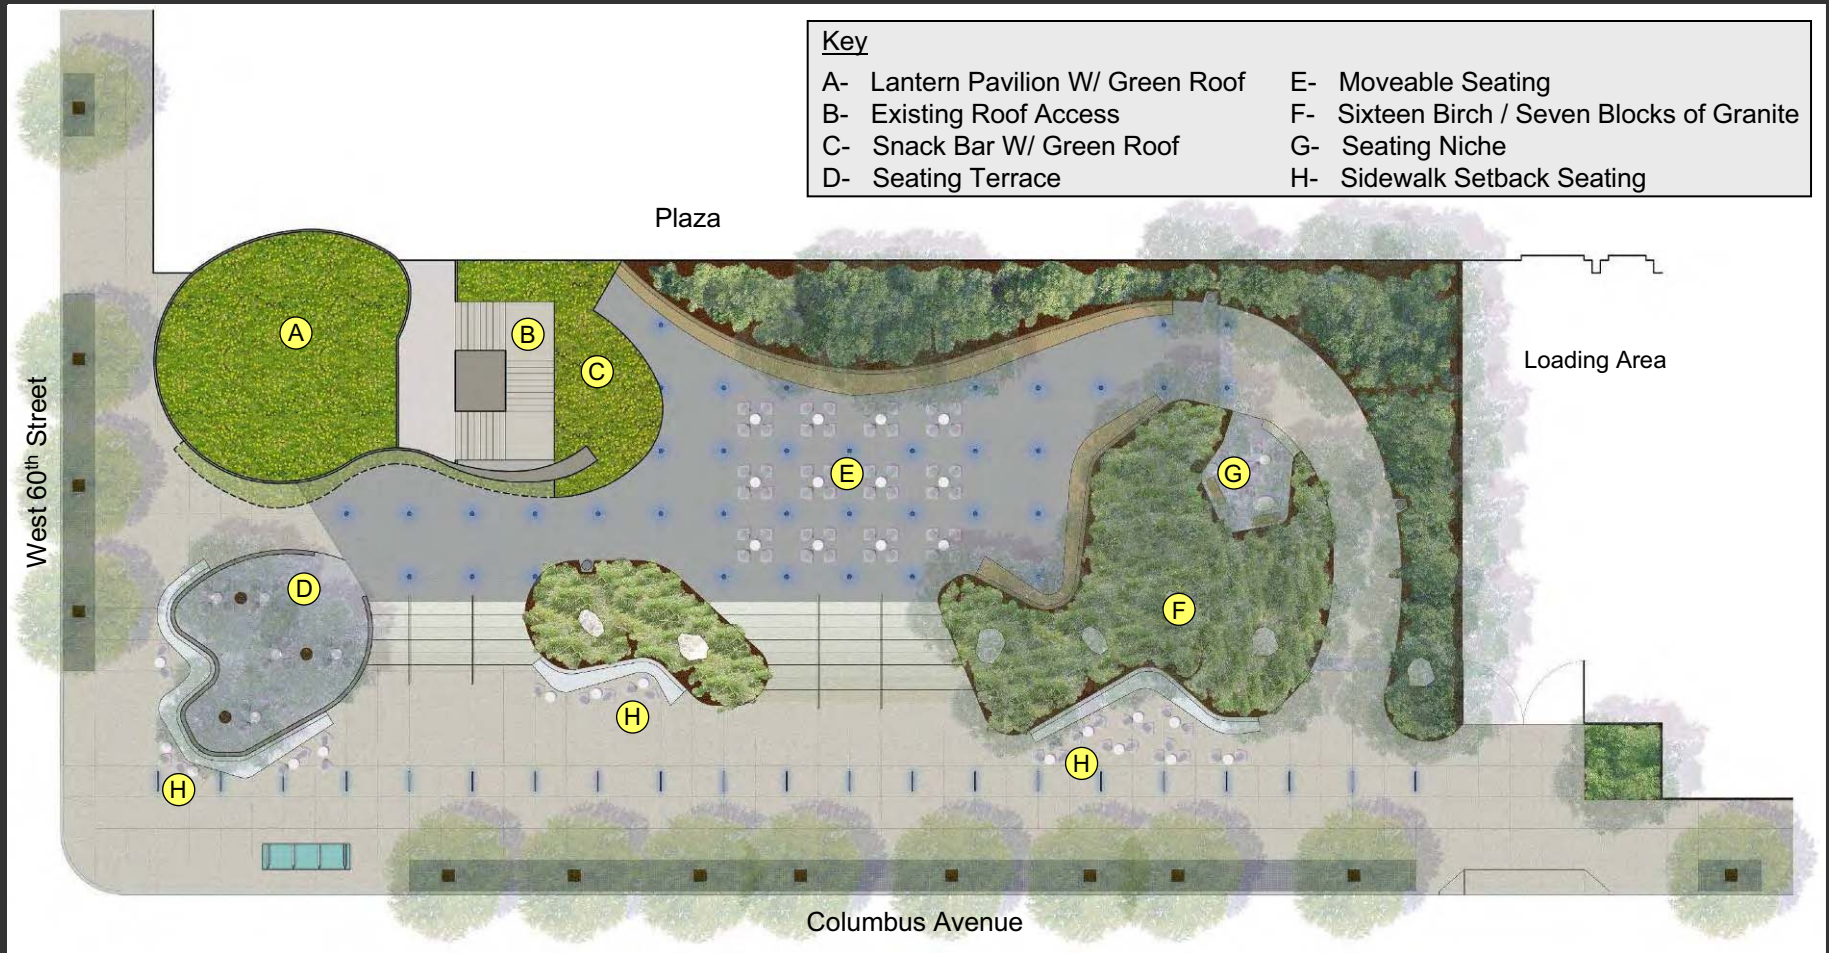 Key
A- Lantern Pavilion W/ Green Roof
B- Existing Roof Access
C- Snack Bar W/ Green Roof
D- Seating Terrace
E- Moveable Seating
F- Sixteen Birch / Seven Blocks of Granite
G- Seating Niche
H- Sidewalk Setback Seating
Plaza
Loading Area
West 60th Street
A
B
C
E
G
D
F
H
H
H
Columbus Avenue